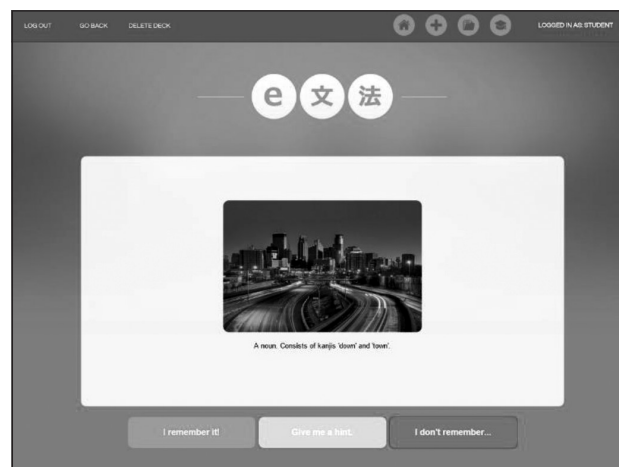 LOG OUT GO BACK DELETE DECK LOGGED IN AS: STUDENT
e文法
A noun. Consists of kanjis 'down' and 'town'.
I remember it! Give me a hint. I don't remember...